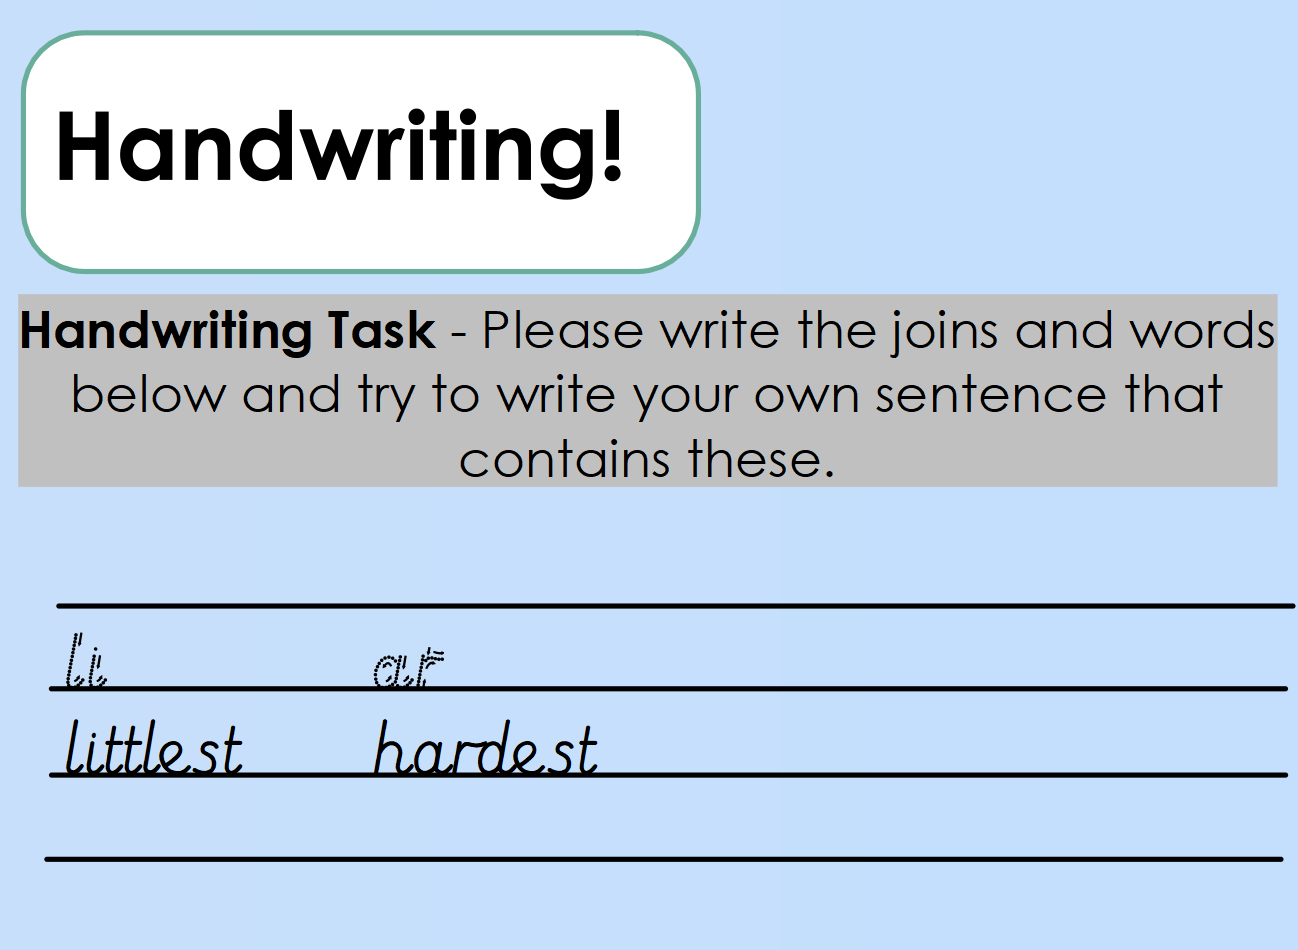 Handwriting!
Handwriting Task - Please write the joins and words
below and try to write your own sentence that
contains these.
li ar
littlest hardest